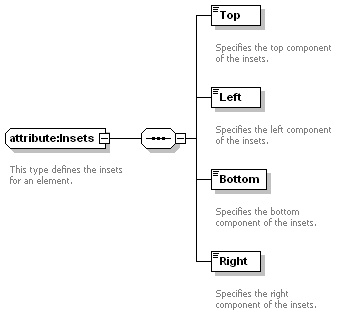 Top
Specifies the top component
of the insets.
Left
Specifies the left component
of the insets.
attribute:Insets
This type defines the insets
for an element.
Bottom
Specifies the bottom
component of the insets.
Right
Specifies the right
component of the insets.